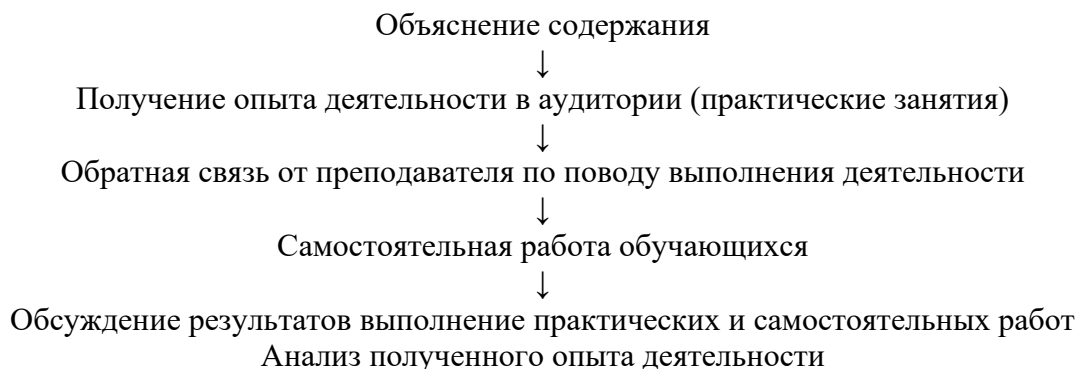 Объяснение содержания
↓
Получение опыта деятельности в аудитории (практические занятия)
↓
Обратная связь от преподавателя по поводу выполнения деятельности
↓
Самостоятельная работа обучающихся
↓
Обсуждение результатов выполнение практических и самостоятельных работ
Анализ полученного опыта деятельности